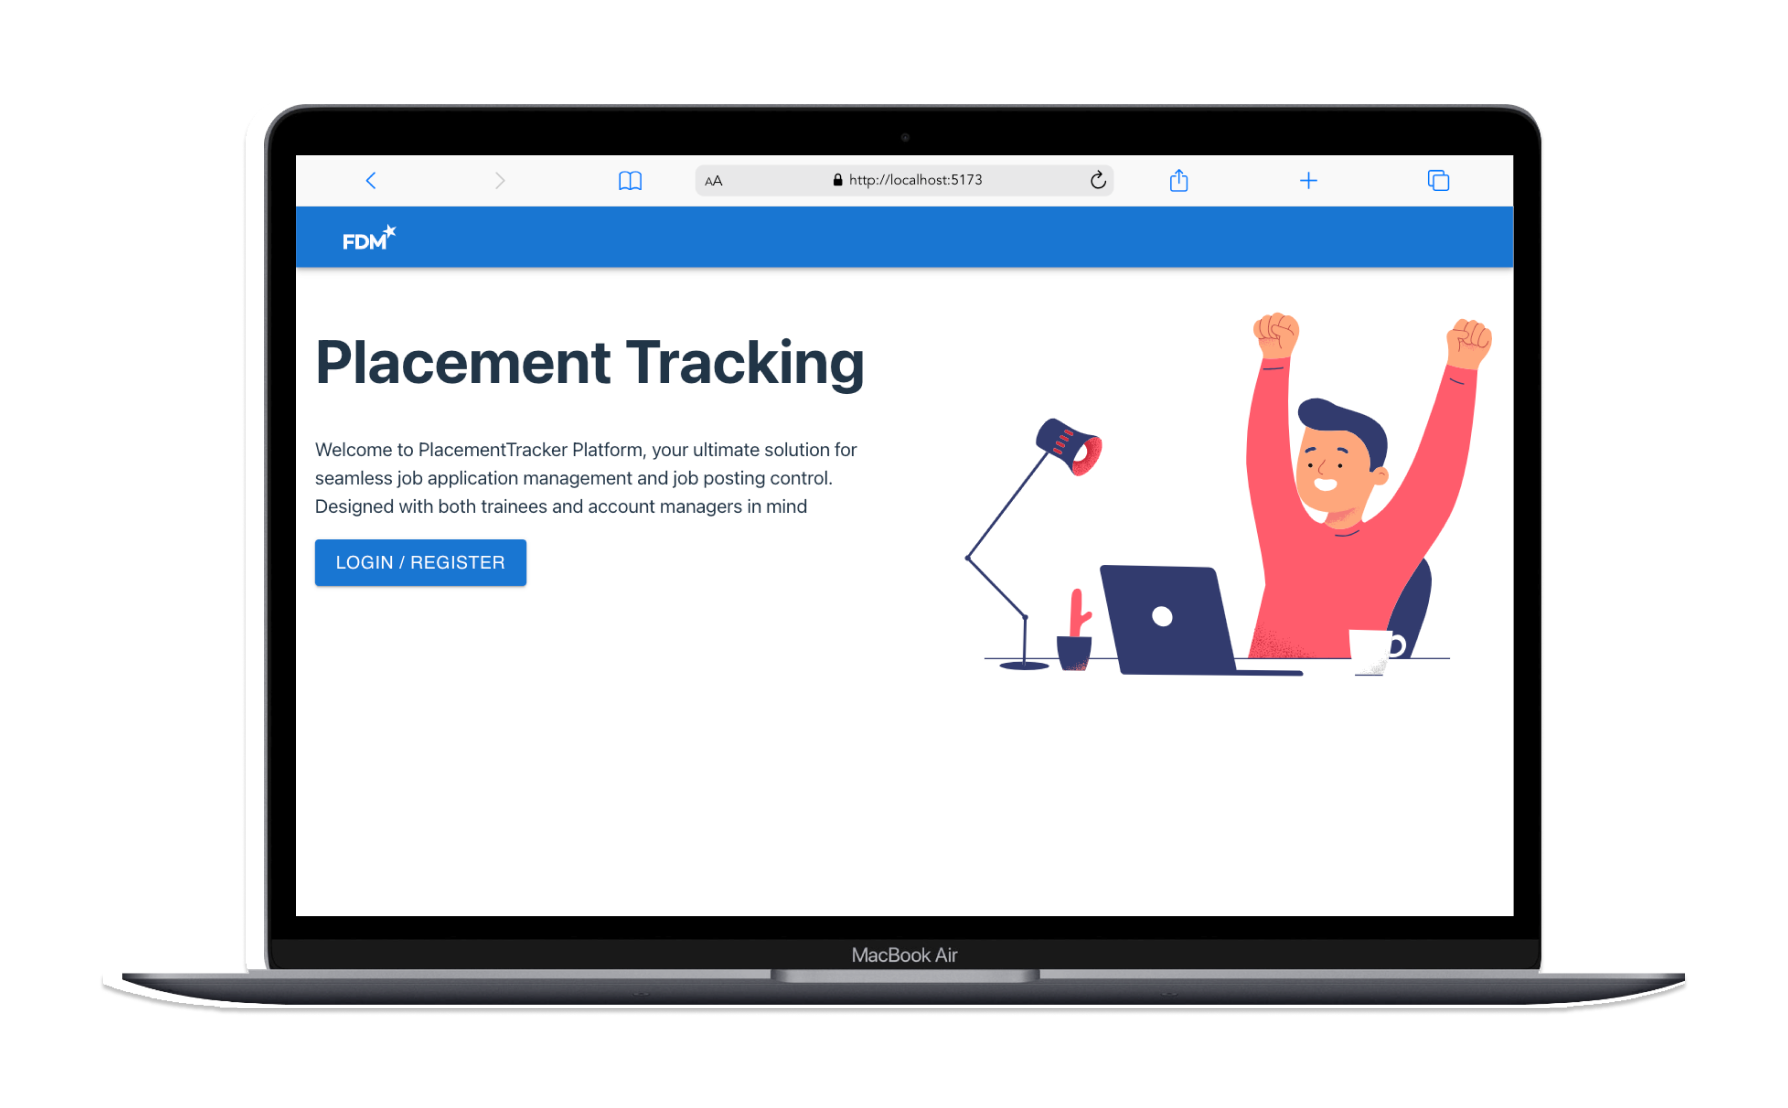 AA http://localhost:5173
FDM
Placement Tracking
Welcome to PlacementTracker Platform, your ultimate solution for
seamless job application management and job posting control.
Designed with both trainees and account managers in mind
LOGIN / REGISTER
MacBook Air